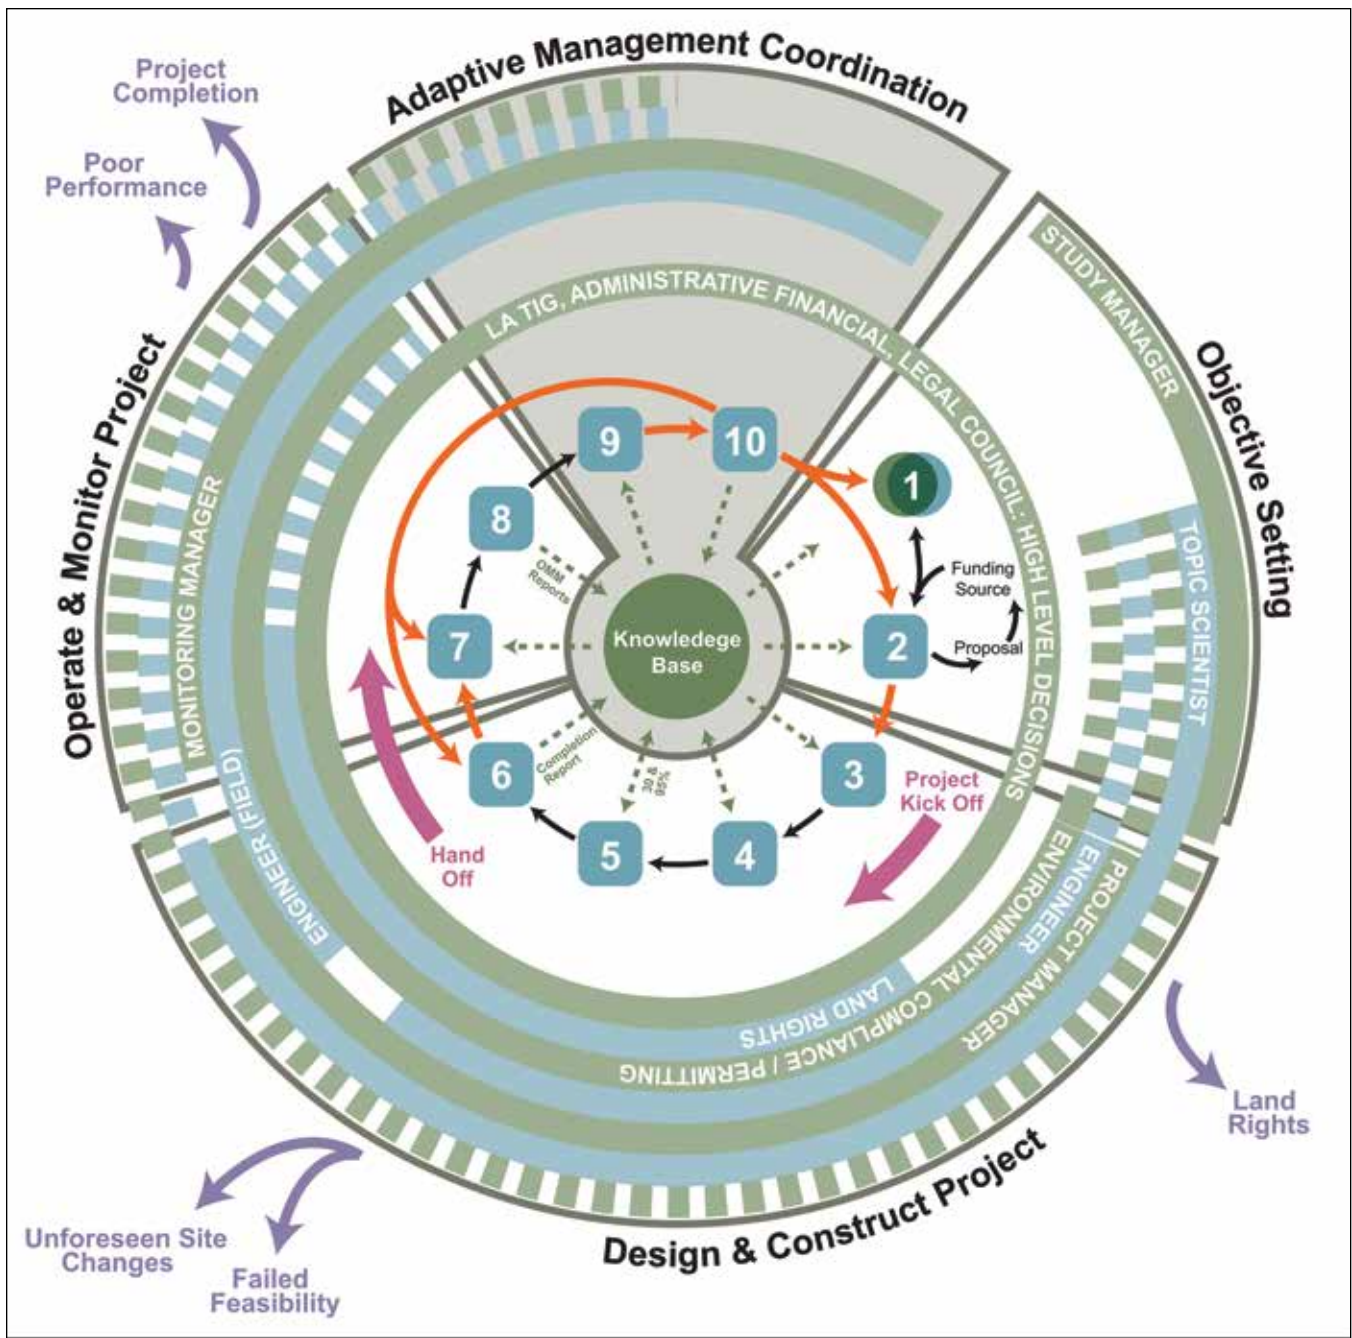 Adaptive Management Coordination
Project
Completion
Poor
Performance
Operate & Monitor Project
MONITORING MANAGER
STUDY MANAGER
Objective Setting
TOPIC SCIENTIST
LA TIG, ADMINISTRATIVE FINANCIAL, LEGAL COUNCIL: HIGH LEVEL DECISIONS
9
10
8
1
OMM
Reports
Funding
Source
7
Knowledege
Base
2
Proposal
6
Completion
Report
30 &
95%
3
Project
Kick Off
5
4
Hand
Off
ENGINEER (FIELD)
LAND RIGHTS
ENVIRONMENTAL COMPLIANCE / PERMITTING
ENGINEER
PROJECT MANAGER
Land
Rights
Design & Construct Project
Unforeseen Site
Changes
Failed
Feasibility